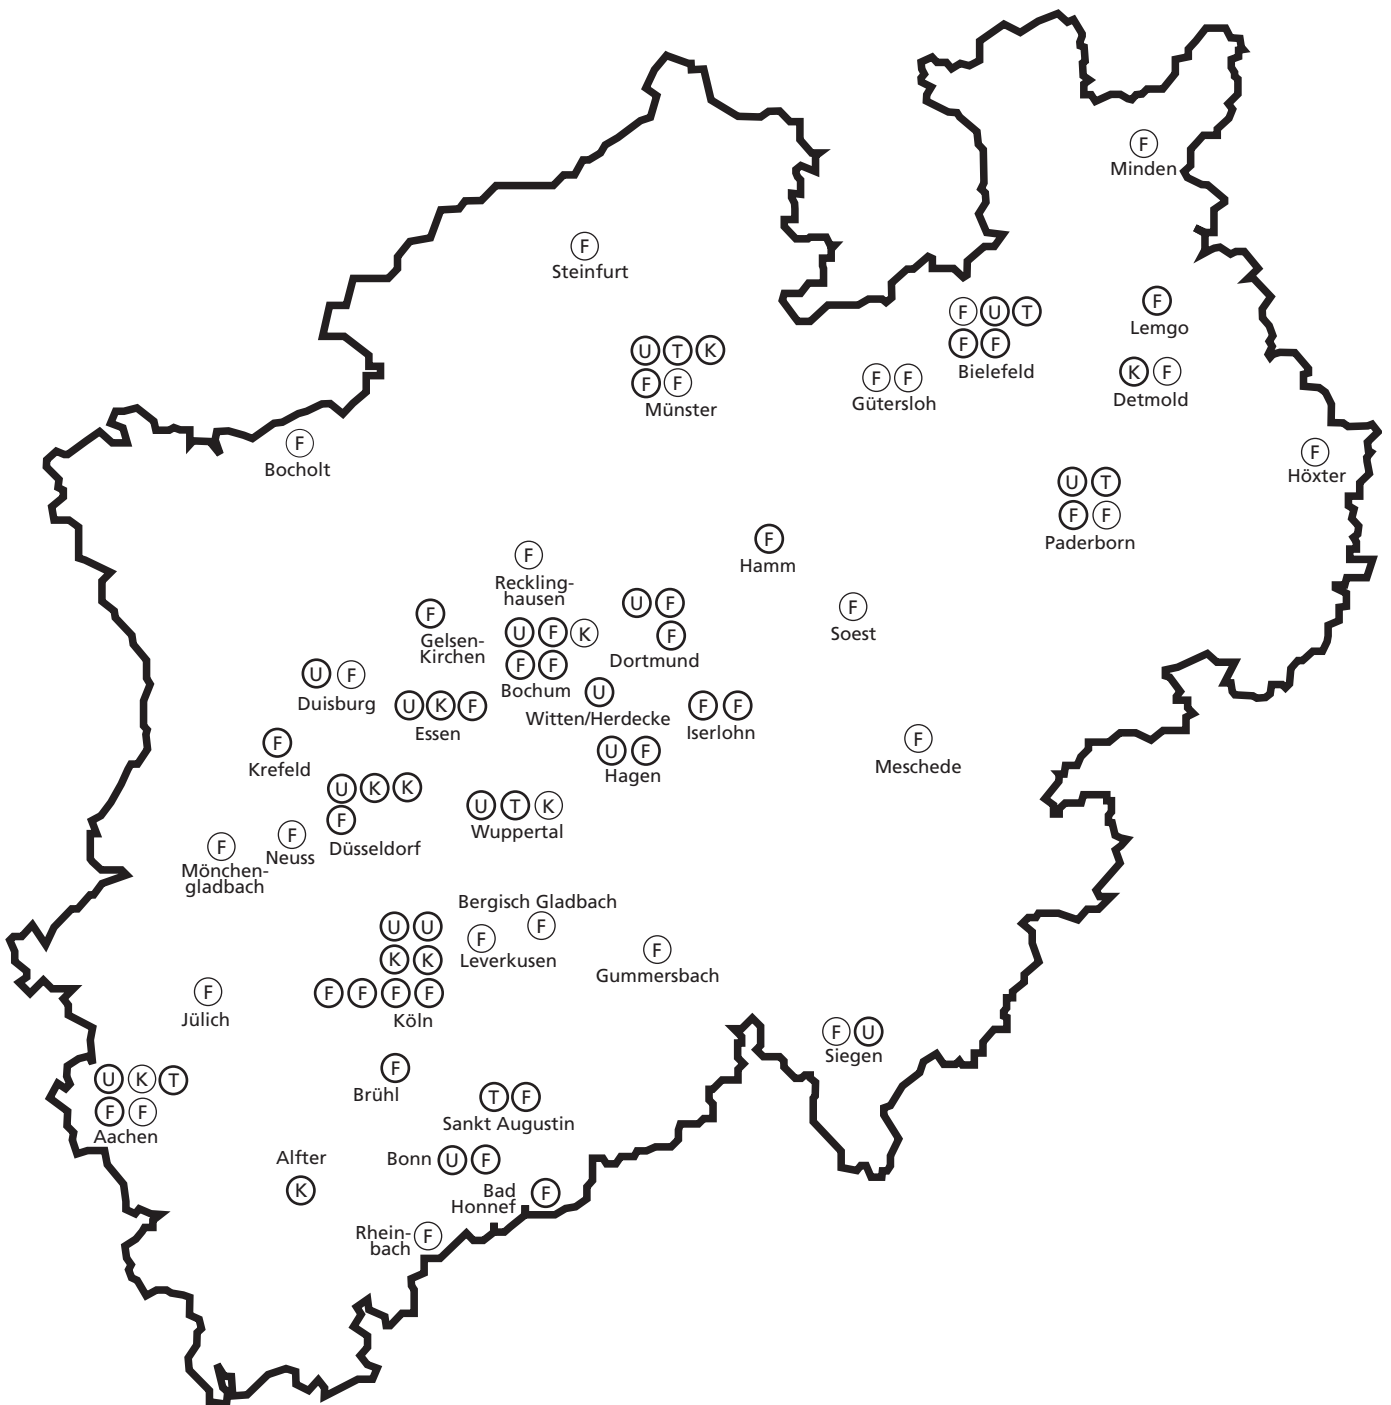 F
Minden
F
Steinfurt
F
Lemgo
F U T
F F
Bielefeld
U T K
F F
Münster
F F
Gütersloh
K F
Detmold
F
Bocholt
F
Höxter
U T
F F
Paderborn
F
Hamm
F
Reckling-
hausen
F
Gelsen-
Kirchen
U F K
F F
Bochum
U F
F
Dortmund
F
Soest
U F
Duisburg
U K F
Essen
U
Witten/Herdecke
F F
Iserlohn
F
Krefeld
U F
Hagen
F
Meschede
U K K
F
Düsseldorf
U T K
Wuppertal
F
Neuss
F
Mönchen-
gladbach
Bergisch Gladbach
F
F
Leverkusen
U U
K K
F F F F
Köln
F
Gummersbach
F
Jülich
F U
Siegen
F
Brühl
U K T
F F
Aachen
T F
Sankt Augustin
Alfter
K
Bonn U F
Bad
Honnef F
Rhein-
bach F